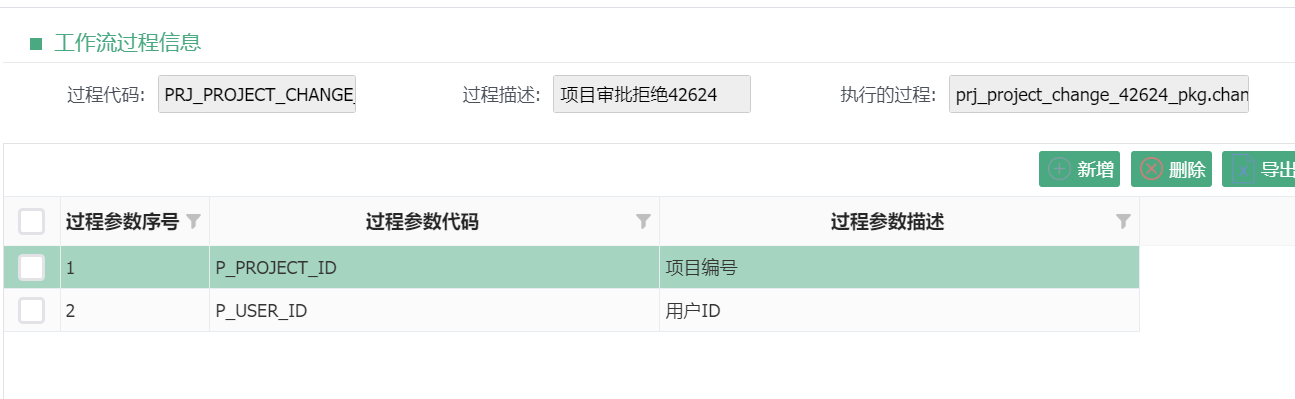 工作流过程信息
过程代码: PRJ_PROJECT_CHANGE_ 过程描述: 项目审批拒绝42624 执行的过程: prj_project_change_42624_pkg.chan
新增 删除 导出
过程参数序号 过程参数代码 过程参数描述
1 P_PROJECT_ID 项目编号
2 P_USER_ID 用户ID